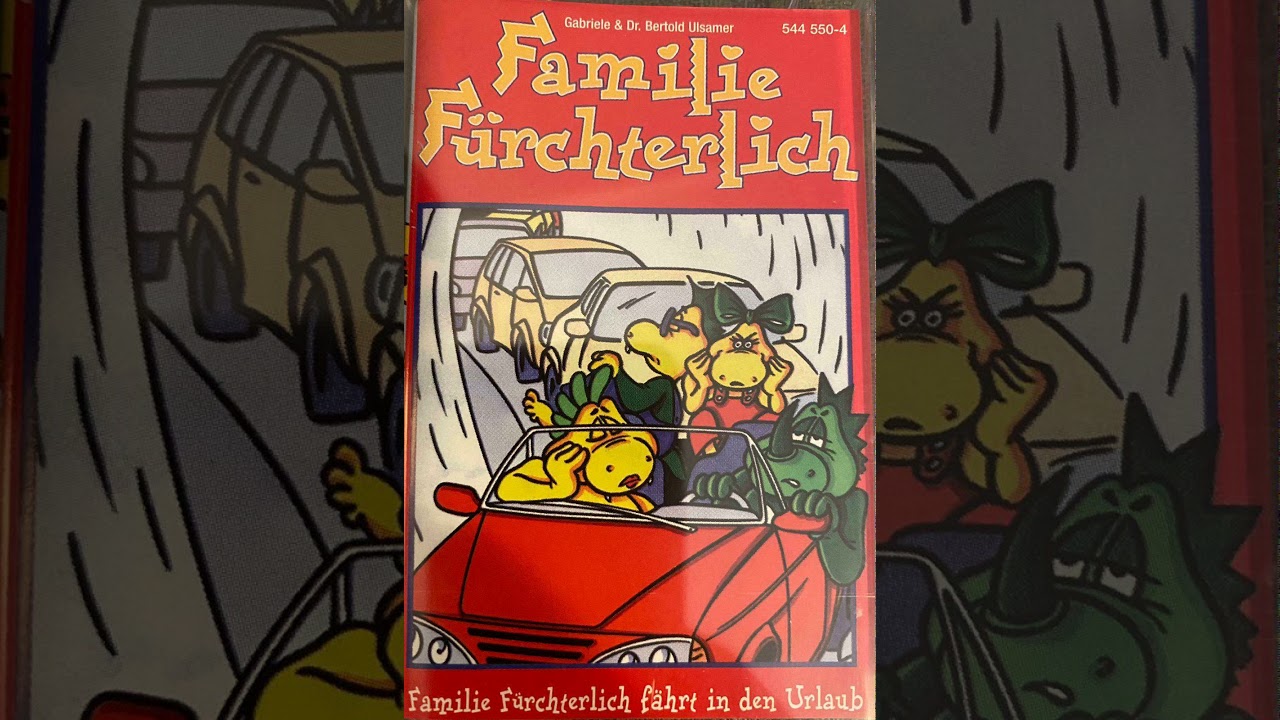 Gabriele & Dr. Bertold Ulsamer
544 550-4
Familie
Fürchterlich
Familie Fürchterlich fährt in den Urlaub